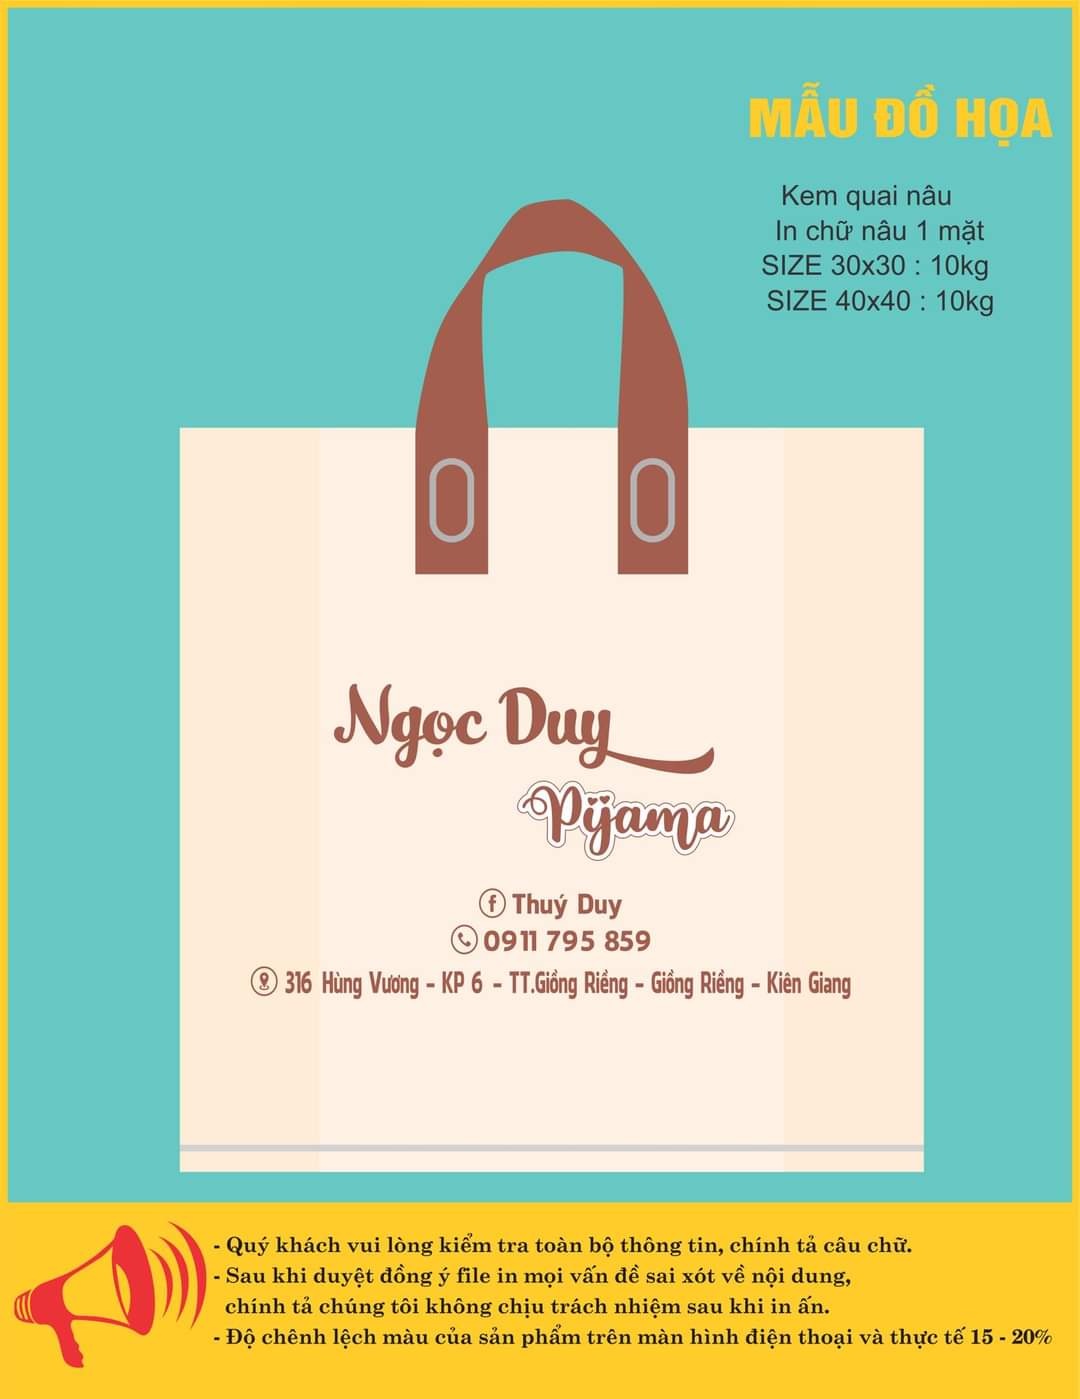 MẪU ĐỒ HỌA
Kem quai nâu
In chữ nâu 1 mặt
SIZE 30x30 : 10kg
SIZE 40x40 : 10kg
Ngọc Duy
Pijama
Thuý Duy
0911 795 859
316 Hùng Vương - KP 6 - TT.Giồng Riềng - Giồng Riềng - Kiên Giang
- Quý khách vui lòng kiểm tra toàn bộ thông tin, chính tả câu chữ.
- Sau khi duyệt đồng ý file in mọi vấn đề sai xót về nội dung,
chính tả chúng tôi không chịu trách nhiệm sau khi in ấn.
- Độ chênh lệch màu của sản phẩm trên màn hình điện thoại và thực tế 15 - 20%